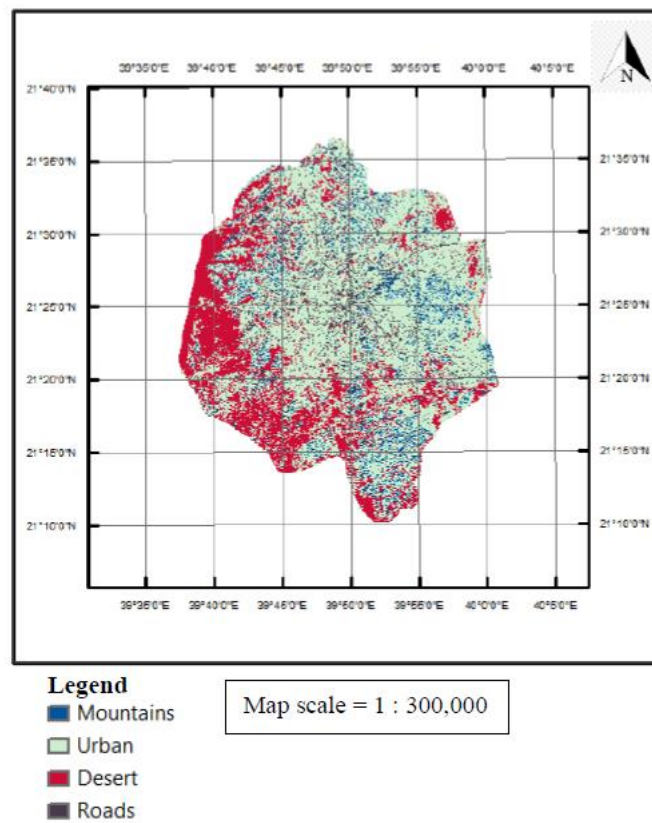 N
39°35'0"E 39°40'0"E 39°45'0"E 39°50'0"E 39°55'0"E 40°0'0"E 40°5'0"E
21°40'0"N
21°35'0"N 21°35'0"N
21°30'0"N 21°30'0"N
21°25'0"N 21°25'0"N
21°20'0"N 21°20'0"N
21°15'0"N 21°15'0"N
21°10'0"N 21°10'0"N
39°35'0"E 39°40'0"E 39°45'0"E 39°50'0"E 39°55'0"E 40°0'0"E 40°5'0"E
Legend
Mountains
Urban
Desert
Roads
Map scale = 1 : 300,000